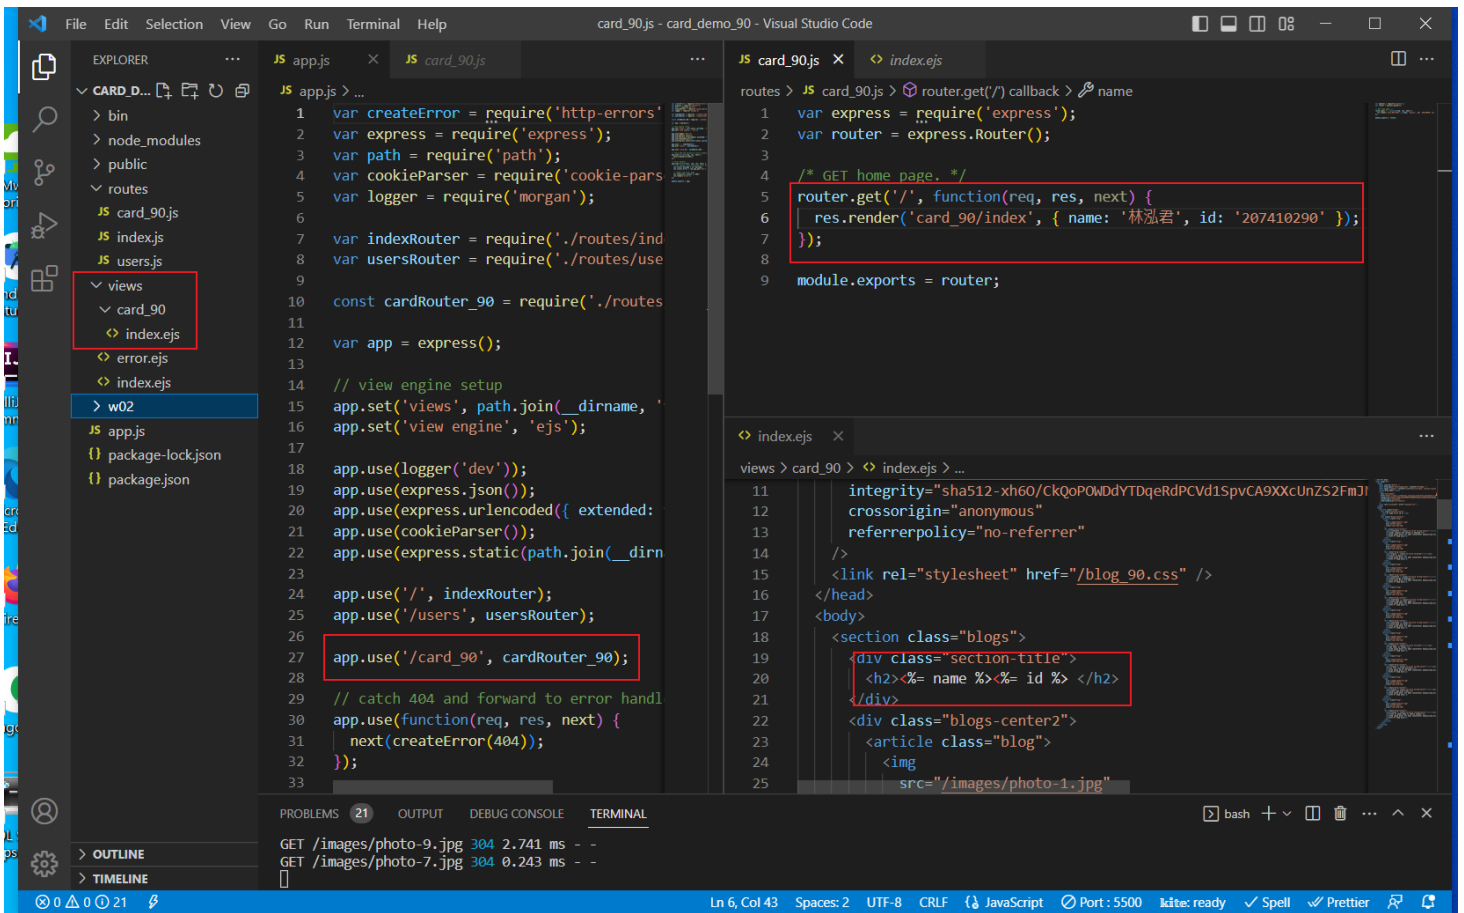 File Edit Selection View Go Run Terminal Help card_90.js - card_demo_90 - Visual Studio Code
EXPLORER ···
CARD_D...
bin
node_modules
public
routes
JS card_90.js
JS index.js
JS users.js
views
card_90
<> index.ejs
<> error.ejs
<> index.ejs
w02
JS app.js
{} package-lock.json
{} package.json
OUTLINE
TIMELINE
JS app.js × JS card_90.js ···
JS app.js > ...
1 var createError = require('http-errors'
2 var express = require('express');
3 var path = require('path');
4 var cookieParser = require('cookie-pars
5 var logger = require('morgan');
6
7 var indexRouter = require('./routes/ind
8 var usersRouter = require('./routes/use
9
10 const cardRouter_90 = require('./routes
11
12 var app = express();
13
14 // view engine setup
15 app.set('views', path.join(__dirname, '
16 app.set('view engine', 'ejs');
17
18 app.use(logger('dev'));
19 app.use(express.json());
20 app.use(express.urlencoded({ extended:
21 app.use(cookieParser());
22 app.use(express.static(path.join(__dirn
23
24 app.use('/', indexRouter);
25 app.use('/users', usersRouter);
26
27 app.use('/card_90', cardRouter_90);
28
29 // catch 404 and forward to error handl
30 app.use(function(req, res, next) {
31 next(createError(404));
32 });
33
JS card_90.js × <> index.ejs ···
routes > JS card_90.js > router.get('/') callback > name
1 var express = require('express');
2 var router = express.Router();
3
4 /* GET home page. */
5 router.get('/', function(req, res, next) {
6 res.render('card_90/index', { name: '林泓君', id: '207410290' });
7 });
8
9 module.exports = router;
<> index.ejs × ···
views > card_90 > <> index.ejs > ...
11 integrity="sha512-xh6O/CkQoPOWDdYTDqeRdPCVd1SpvCA9XXcUnZS2FmJ
12 crossorigin="anonymous"
13 referrerpolicy="no-referrer"
14 />
15 <link rel="stylesheet" href="/blog_90.css" />
16 </head>
17 <body>
18 <section class="blogs">
19 <div class="section-title">
20 <h2><%= name %><%= id %> </h2>
21 </div>
22 <div class="blogs-center2">
23 <article class="blog">
24 <img
25 src="/images/photo-1.jpg"
PROBLEMS 21 OUTPUT DEBUG CONSOLE TERMINAL bash
GET /images/photo-9.jpg 304 2.741 ms - -
GET /images/photo-7.jpg 304 0.243 ms - -
0 0 21 Ln 6, Col 43 Spaces: 2 UTF-8 CRLF JavaScript Port : 5500 kite: ready Spell Prettier